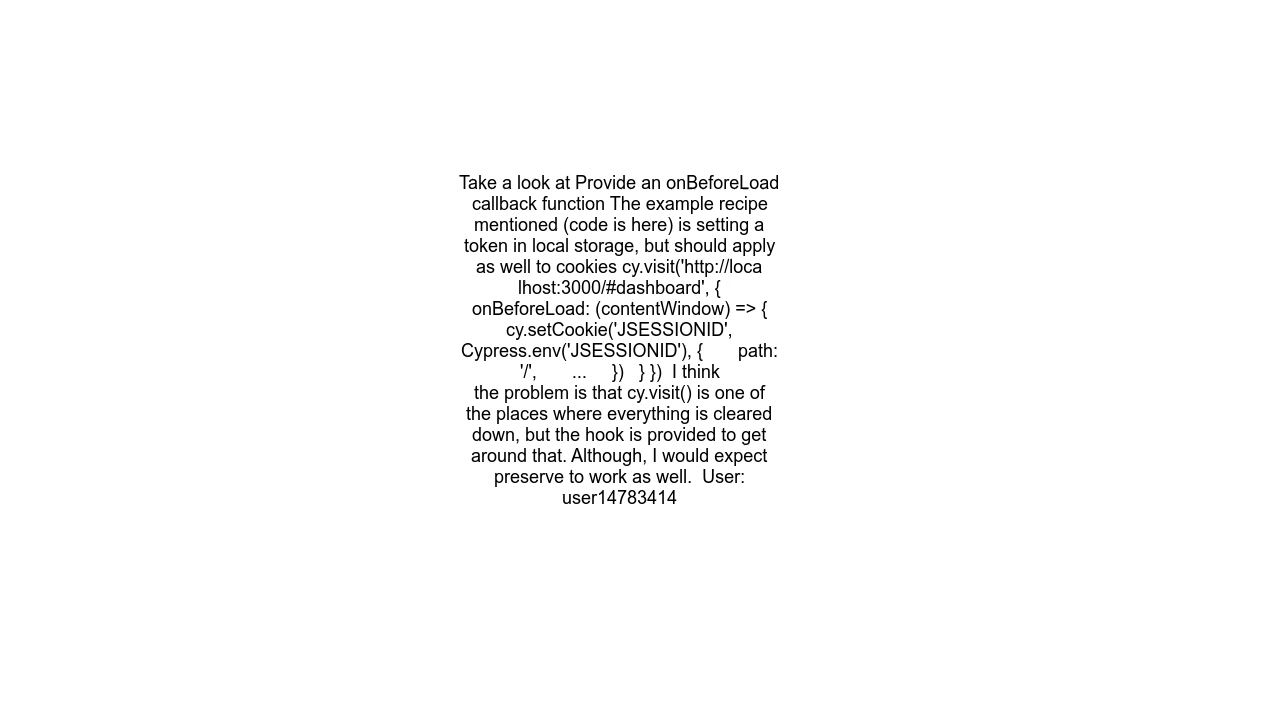 Take a look at Provide an onBeforeLoad
callback function The example recipe
mentioned (code is here) is setting a
token in local storage, but should apply
as well to cookies cy.visit('http://loca
lhost:3000/#dashboard', {
onBeforeLoad: (contentWindow) => {
cy.setCookie('JSESSIONID',
Cypress.env('JSESSIONID'), {       path:
'/',       ...     })   } })  I think
the problem is that cy.visit() is one of
the places where everything is cleared
down, but the hook is provided to get
around that. Although, I would expect
preserve to work as well.  User:
user14783414